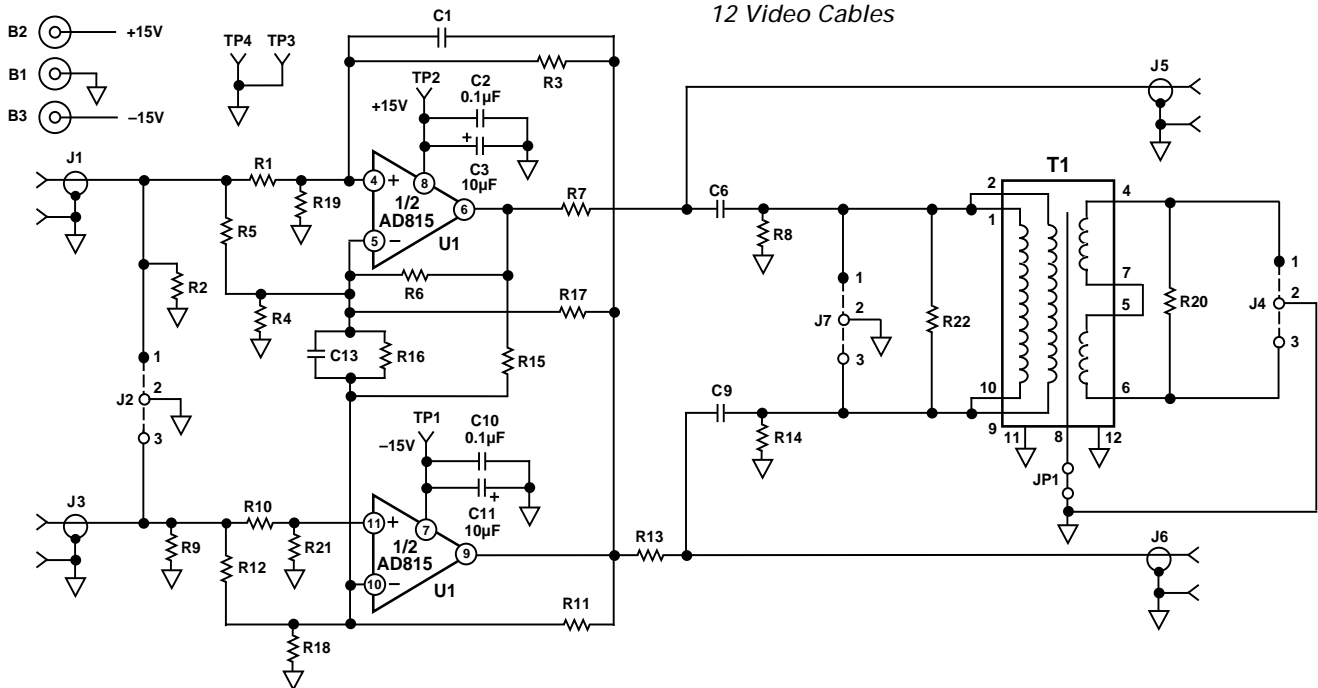 12 Video Cables
B2 +15V
B1
B3 –15V
TP4 TP3
C1
R3
TP2
+15V
C2
0.1µF
+
C3
10µF
J5
J1
R1
R19
R5
4 +
8
1/2
AD815
6
5 –
U1
R7
C6
R8
T1
2
1
4
7
5
R2
R4
R6
R17
C13
R16
R15
1
J7 2
3
R22
R20
1
J4 2
3
1
J2 2
3
TP1
–15V
C10
0.1µF
+
C11
10µF
C9
R14
10
9
11 8 12
6
JP1
J3
R10
R9
R12
R21
11 +
7
1/2
AD815
9
10 –
U1
R13
J6
R11
R18